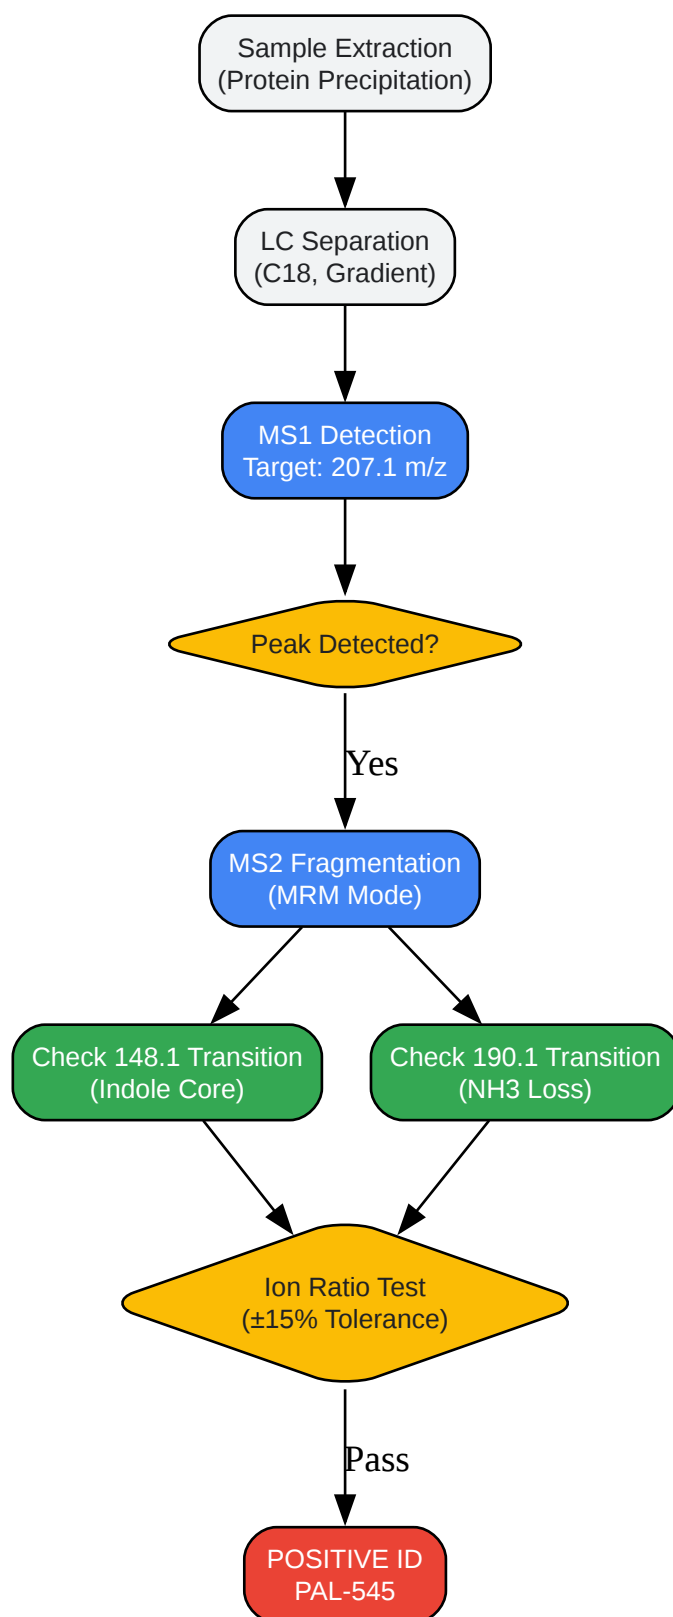 Sample Extraction
(Protein Precipitation)
LC Separation
(C18, Gradient)
MS1 Detection
Target: 207.1 m/z
Peak Detected?
Yes
MS2 Fragmentation
(MRM Mode)
Check 148.1 Transition
(Indole Core)
Check 190.1 Transition
(NH3 Loss)
Ion Ratio Test
(±15% Tolerance)
Pass
POSITIVE ID
PAL-545